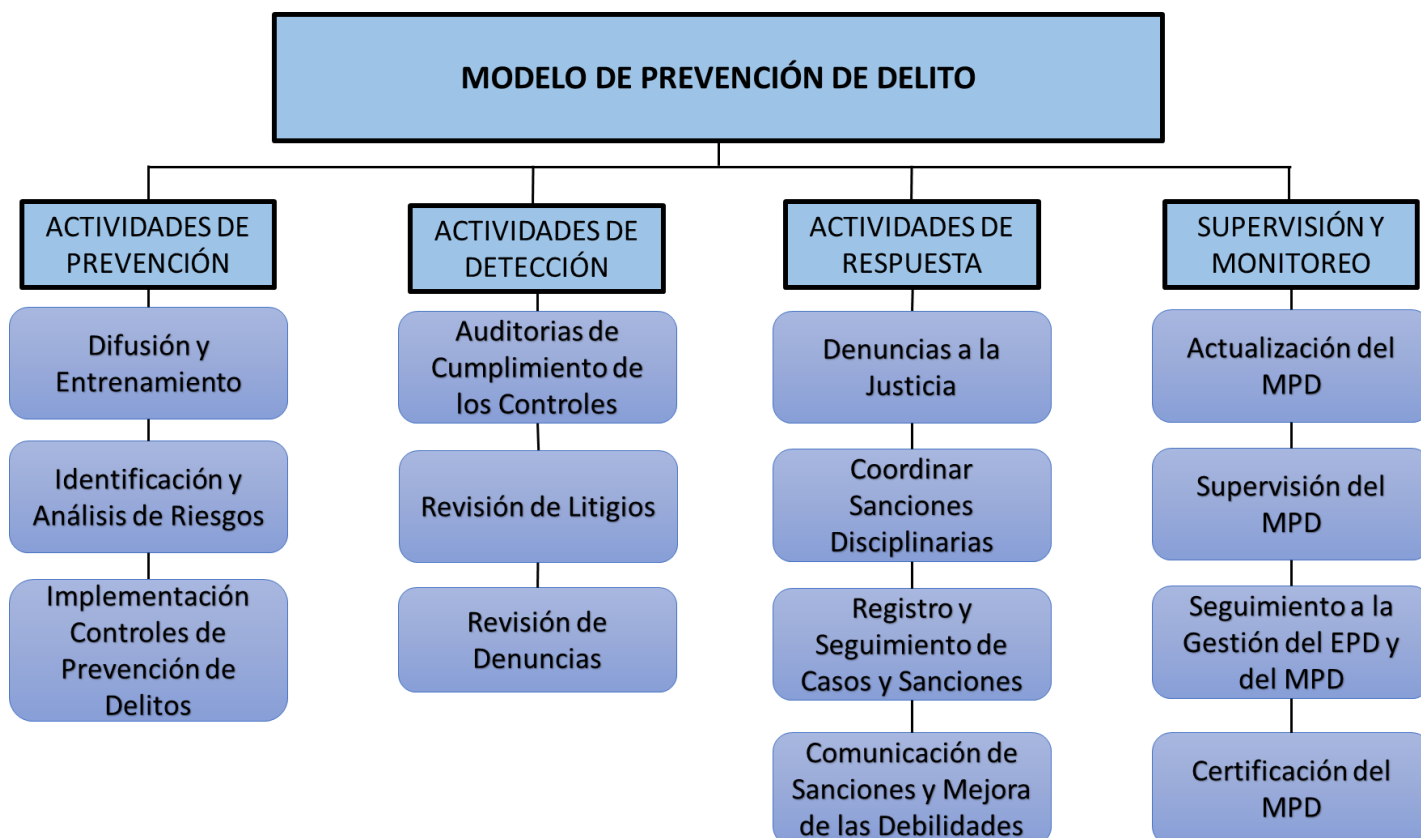 MODELO DE PREVENCIÓN DE DELITO
ACTIVIDADES DE
PREVENCIÓN
Difusión y
Entrenamiento
Identificación y
Análisis de Riesgos
Implementación
Controles de
Prevención de
Delitos
ACTIVIDADES DE
DETECCIÓN
Auditorias de
Cumplimiento de
los Controles
Revisión de Litigios
Revisión de
Denuncias
ACTIVIDADES DE
RESPUESTA
Denuncias a la
Justicia
Coordinar
Sanciones
Disciplinarias
Registro y
Seguimiento de
Casos y Sanciones
Comunicación de
Sanciones y Mejora
de las Debilidades
SUPERVISIÓN Y
MONITOREO
Actualización del
MPD
Supervisión del
MPD
Seguimiento a la
Gestión del EPD y
del MPD
Certificación del
MPD